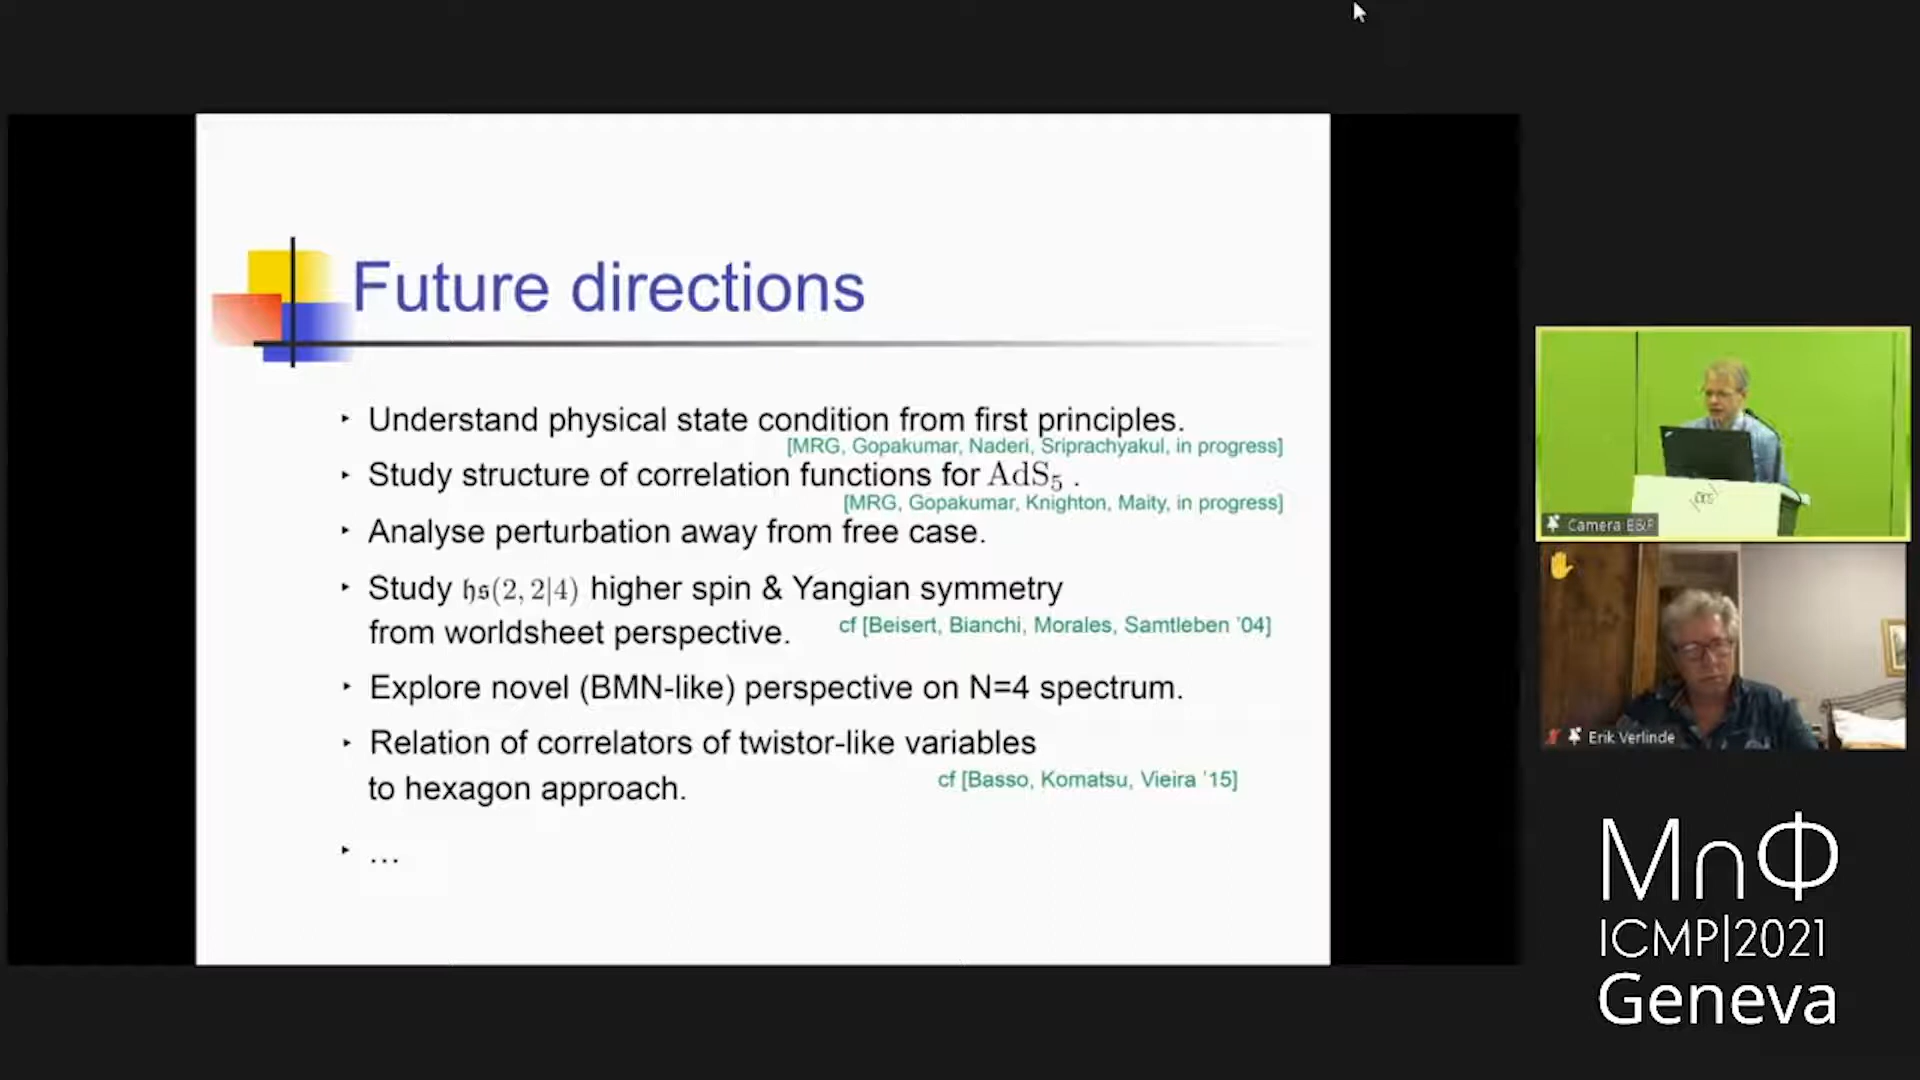 Future directions
‣ Understand physical state condition from first principles.
[MRG, Gopakumar, Naderi, Sriprachyakul, in progress]
‣ Study structure of correlation functions for AdS₅ .
[MRG, Gopakumar, Knighton, Maity, in progress]
‣ Analyse perturbation away from free case.
‣ Study 𝔥𝔰(2, 2|4) higher spin & Yangian symmetry
from worldsheet perspective.
cf [Beisert, Bianchi, Morales, Samtleben ’04]
‣ Explore novel (BMN-like) perspective on N=4 spectrum.
‣ Relation of correlators of twistor-like variables
to hexagon approach.
cf [Basso, Komatsu, Vieira ’15]
‣ ...
Camera B&P
Erik Verlinde
M∩Φ
ICMP|2021
Geneva